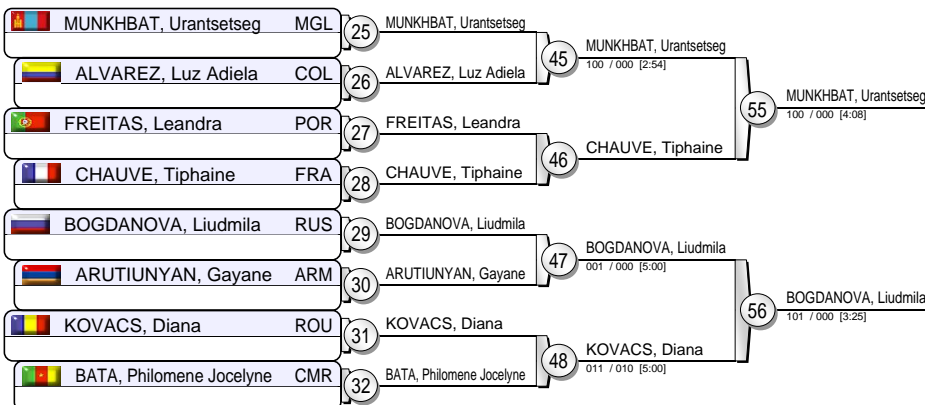 MUNKHBAT, Urantsetseg MGL
25
MUNKHBAT, Urantsetseg
ALVAREZ, Luz Adiela COL
26
ALVAREZ, Luz Adiela
45
MUNKHBAT, Urantsetseg
100 / 000 [2:54]
FREITAS, Leandra POR
27
FREITAS, Leandra
CHAUVE, Tiphaine FRA
28
CHAUVE, Tiphaine
46
CHAUVE, Tiphaine
55
MUNKHBAT, Urantsetseg
100 / 000 [4:08]
BOGDANOVA, Liudmila RUS
29
BOGDANOVA, Liudmila
ARUTIUNYAN, Gayane ARM
30
ARUTIUNYAN, Gayane
47
BOGDANOVA, Liudmila
001 / 000 [5:00]
KOVACS, Diana ROU
31
KOVACS, Diana
BATA, Philomene Jocelyne CMR
32
BATA, Philomene Jocelyne
48
KOVACS, Diana
011 / 010 [5:00]
56
BOGDANOVA, Liudmila
101 / 000 [3:25]